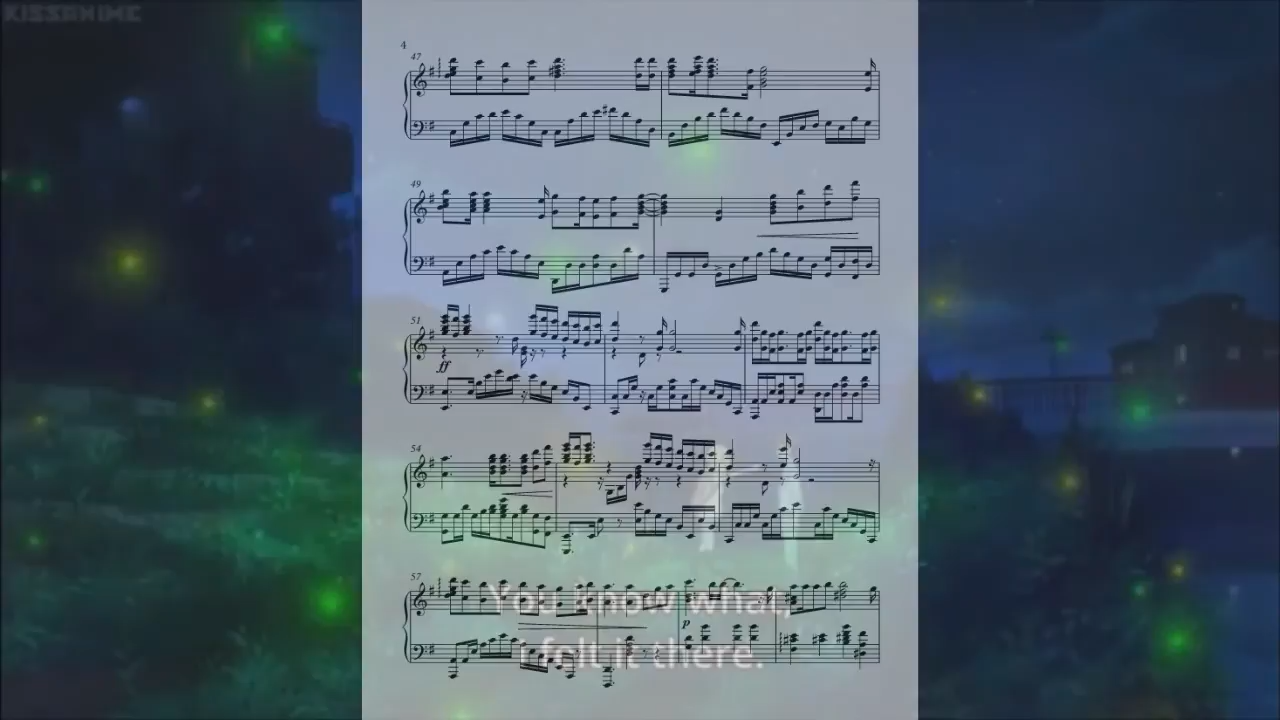 KISSANIME
4
47
49
51
ff
54
57
p
You know what,
i felt it there.